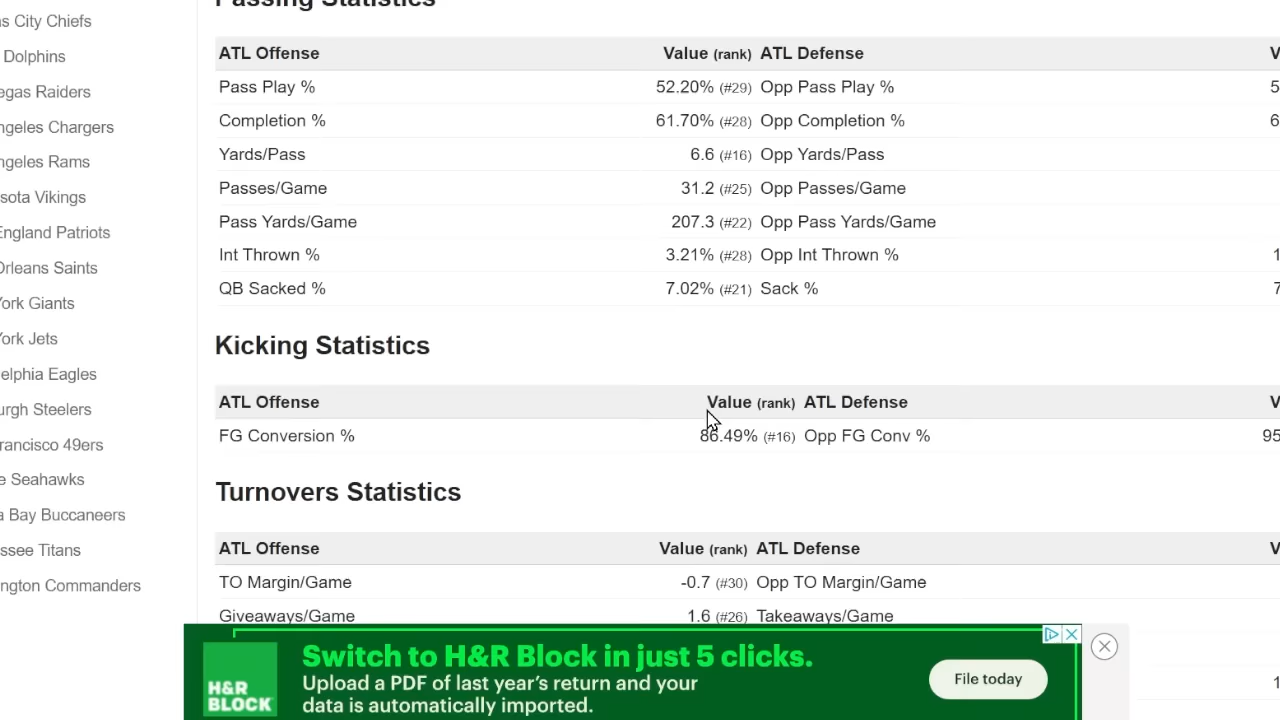 Passing Statistics
s City Chiefs
Dolphins
egas Raiders
ngeles Chargers
ngeles Rams
sota Vikings
England Patriots
Orleans Saints
York Giants
York Jets
elphia Eagles
urgh Steelers
rancisco 49ers
e Seahawks
a Bay Buccaneers
ssee Titans
ngton Commanders
ATL Offense Value (rank) ATL Defense V
Pass Play % 52.20% (#29) Opp Pass Play % 5
Completion % 61.70% (#28) Opp Completion % 6
Yards/Pass 6.6 (#16) Opp Yards/Pass
Passes/Game 31.2 (#25) Opp Passes/Game
Pass Yards/Game 207.3 (#22) Opp Pass Yards/Game
Int Thrown % 3.21% (#28) Opp Int Thrown % 1
QB Sacked % 7.02% (#21) Sack % 7
Kicking Statistics
ATL Offense Value (rank) ATL Defense V
FG Conversion % 86.49% (#16) Opp FG Conv % 95
Turnovers Statistics
ATL Offense Value (rank) ATL Defense V
TO Margin/Game -0.7 (#30) Opp TO Margin/Game
Giveaways/Game 1.6 (#26) Takeaways/Game
1
H&R BLOCK
Switch to H&R Block in just 5 clicks.
Upload a PDF of last year's return and your
data is automatically imported.
File today